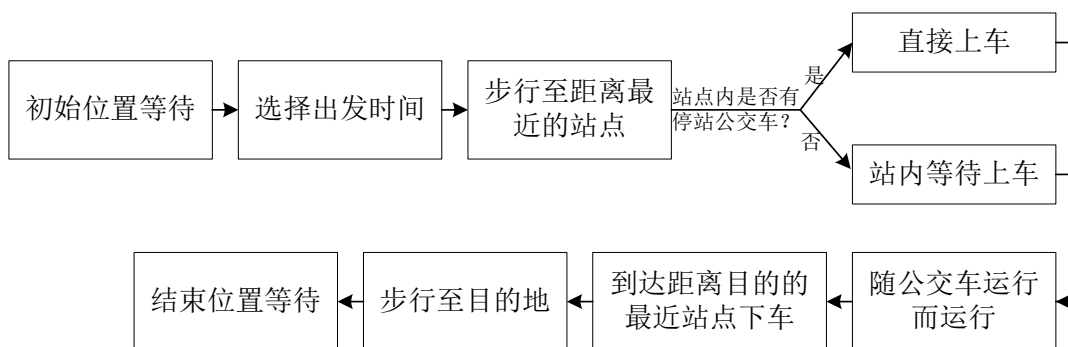 初始位置等待
选择出发时间
步行至距离最
近的站点
站点内是否有
停站公交车？
是
否
直接上车
站内等待上车
随公交车运行
而运行
到达距离目的的
最近站点下车
步行至目的地
结束位置等待